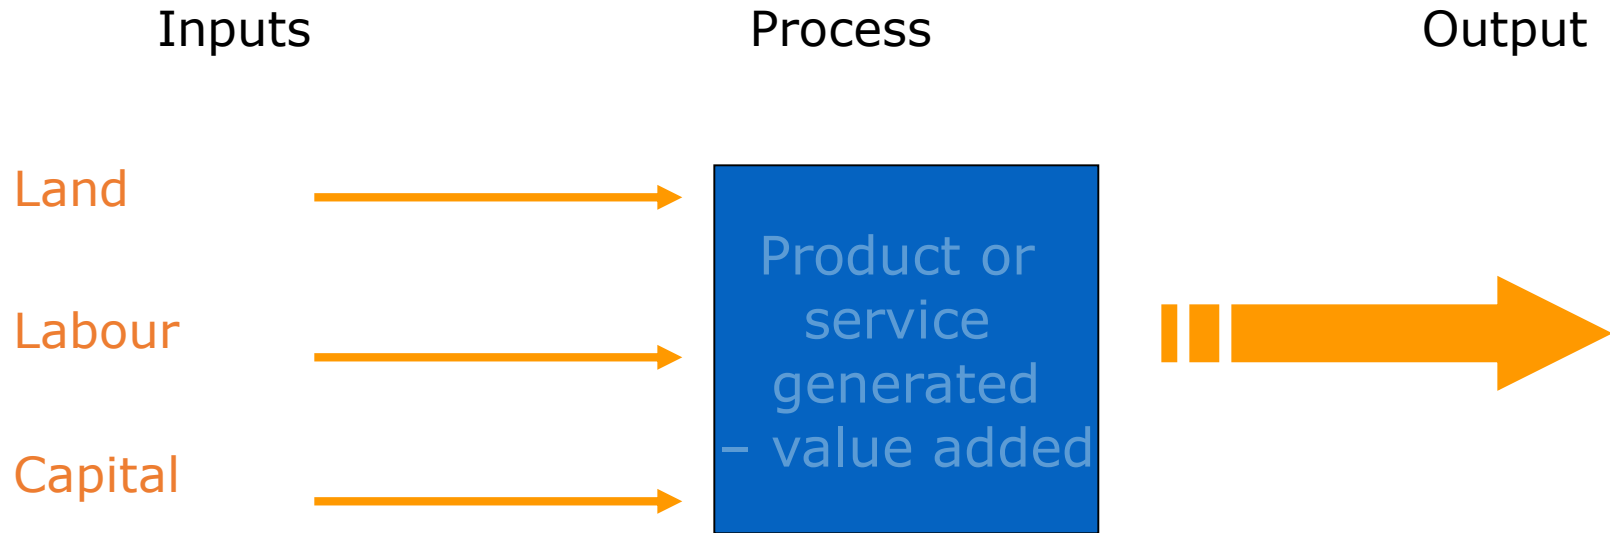 Inputs Process Output
Land
Product or
service
Labour
generated
– value added
Capital